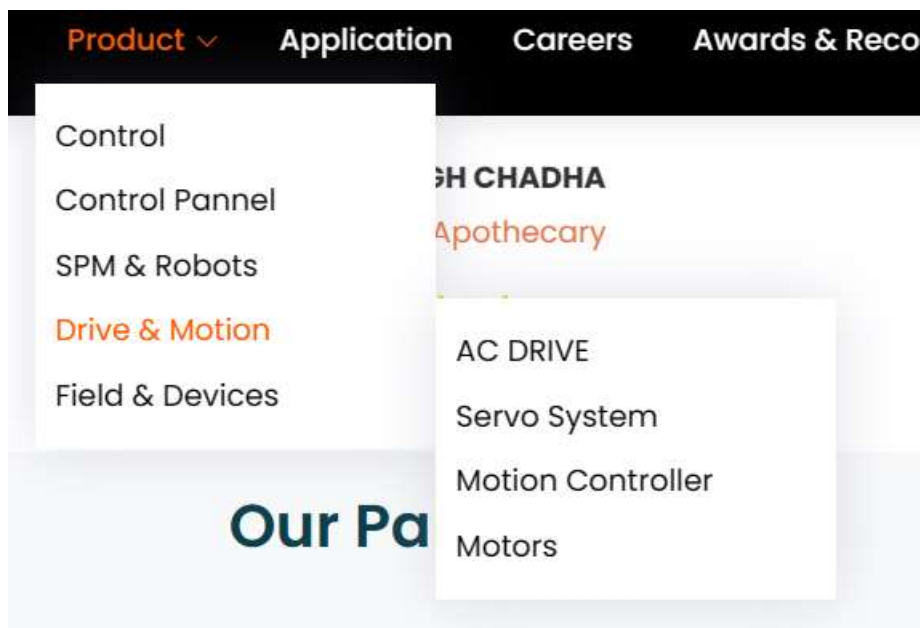 Product Application Careers Awards & Reco
Control
Control Pannel
SPM & Robots
Drive & Motion
Field & Devices
GH CHADHA
Apothecary
AC DRIVE
Servo System
Motion Controller
Motors
Our Pa